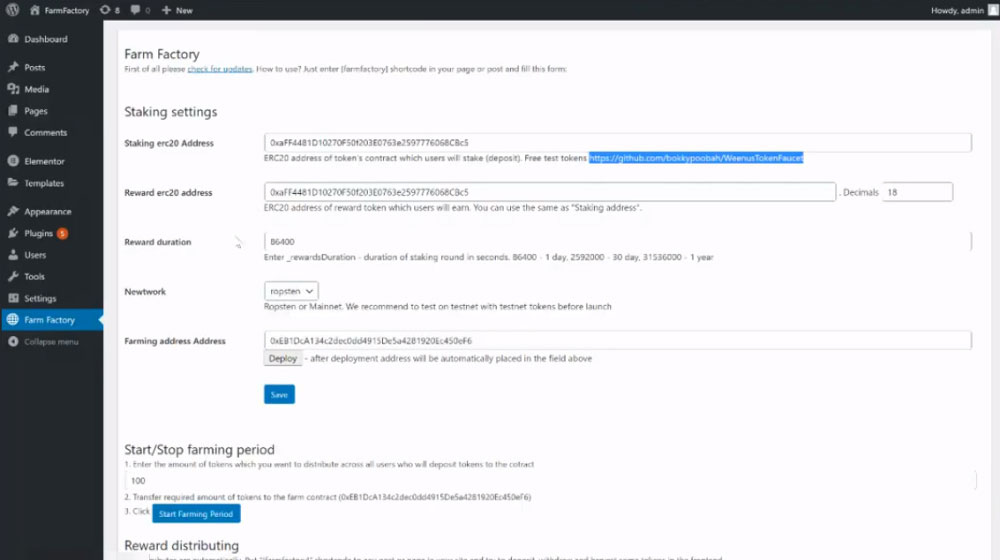 FarmFactory 8 0 New Howdy, admin
Dashboard
Posts
Media
Pages
Comments
Elementor
Templates
Appearance
Plugins 5
Users
Tools
Settings
Farm Factory
Collapse menu
Farm Factory
First of all please check for updates. How to use? Just enter [farmfactory] shortcode in your page or post and fill this form:
Staking settings
Staking erc20 Address
0xaFF4481D10270F50f203E0763e2597776068CBc5
ERC20 address of token's contract which users will stake (deposit). Free test tokens https://github.com/bokkypoobah/WeenusTokenFaucet
Reward erc20 address
0xaFF4481D10270F50f203E0763e2597776068CBc5 . Decimals 18
ERC20 address of reward token which users will earn. You can use the same as "Staking address".
Reward duration
86400
Enter _rewardsDuration - duration of staking round in seconds. 86400 - 1 day, 2592000 - 30 day, 31536000 - 1 year
Newtwork
ropsten
Ropsten or Mainnet. We recommend to test on testnet with testnet tokens before launch
Farming address Address
0xEB1DcA134c2dec0dd4915De5a4281920Ec450eF6
Deploy - after deployment address will be automatically placed in the field above
Save
Start/Stop farming period
1. Enter the amount of tokens which you want to distribute across all users who will deposit tokens to the cotract
100
2. Transfer required amount of tokens to the farm contract (0xEB1DcA134c2dec0dd4915De5a4281920Ec450eF6)
3. Click Start Farming Period
Reward distributing